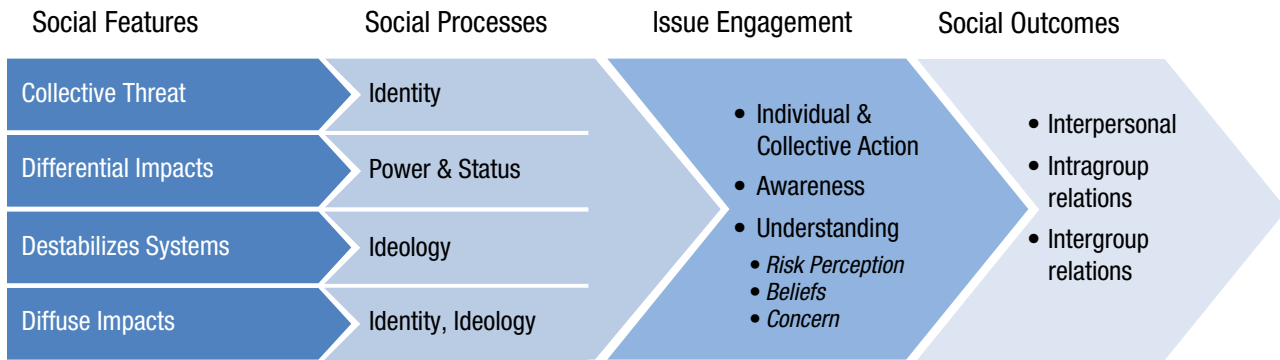 Social Features
Social Processes
Issue Engagement
Social Outcomes
Collective Threat
Identity
Differential Impacts
Power & Status
Destabilizes Systems
Ideology
Diffuse Impacts
Identity, Ideology
• Individual &
Collective Action
• Awareness
• Understanding
• Risk Perception
• Beliefs
• Concern
• Interpersonal
• Intragroup
relations
• Intergroup
relations